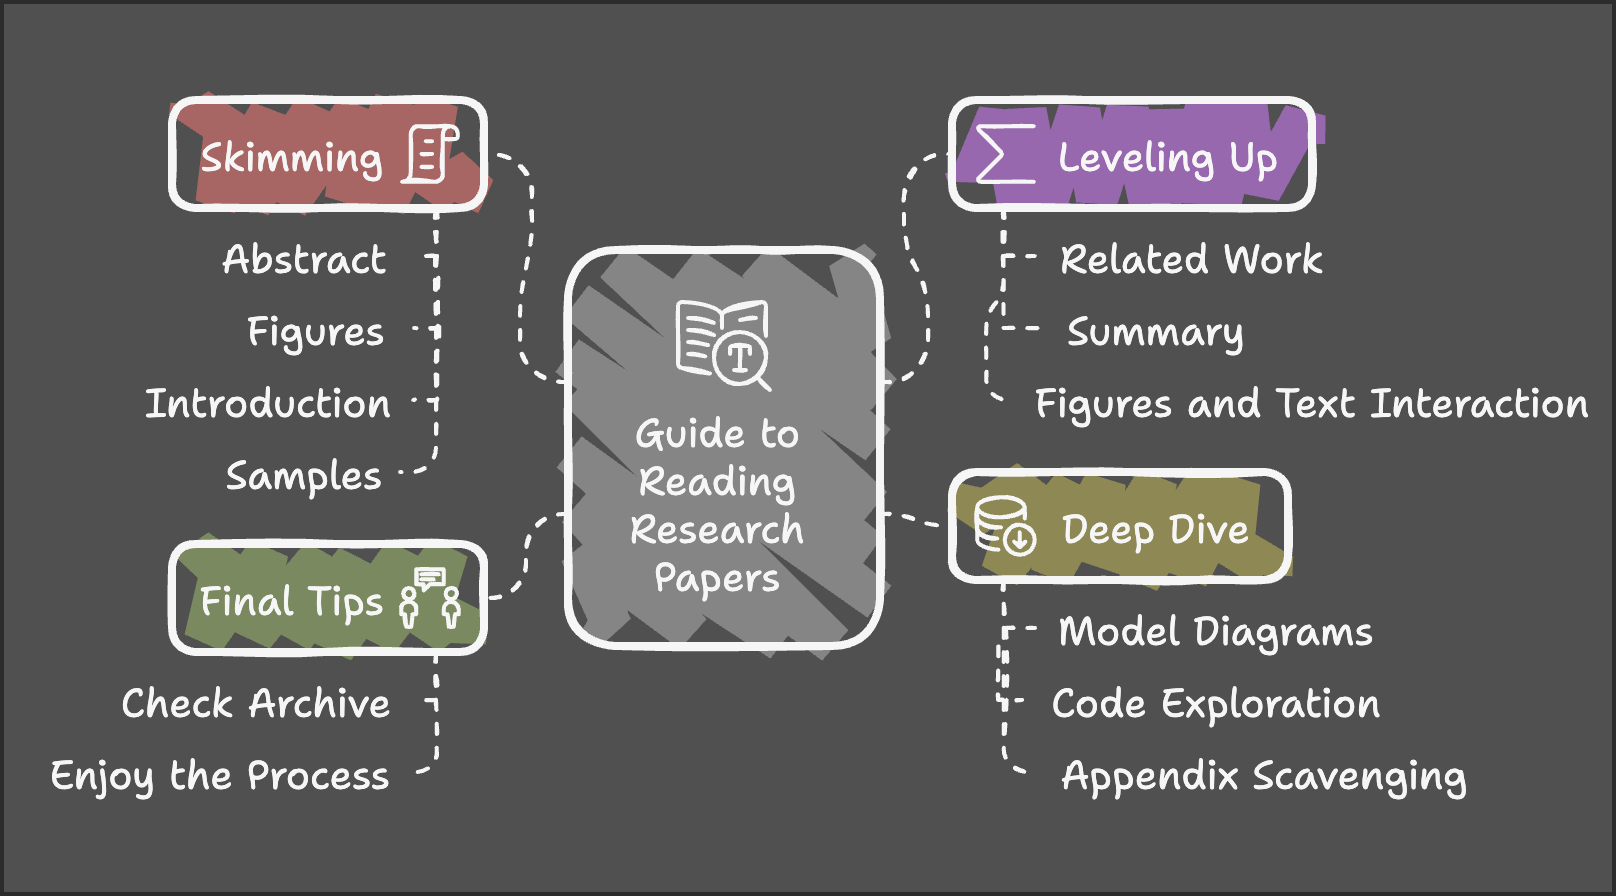 Skimming
Abstract
Figures
Introduction
Samples
Final Tips
Check Archive
Enjoy the Process
T
Guide to
Reading
Research
Papers
Leveling Up
Related Work
Summary
Figures and Text Interaction
Deep Dive
Model Diagrams
Code Exploration
Appendix Scavenging